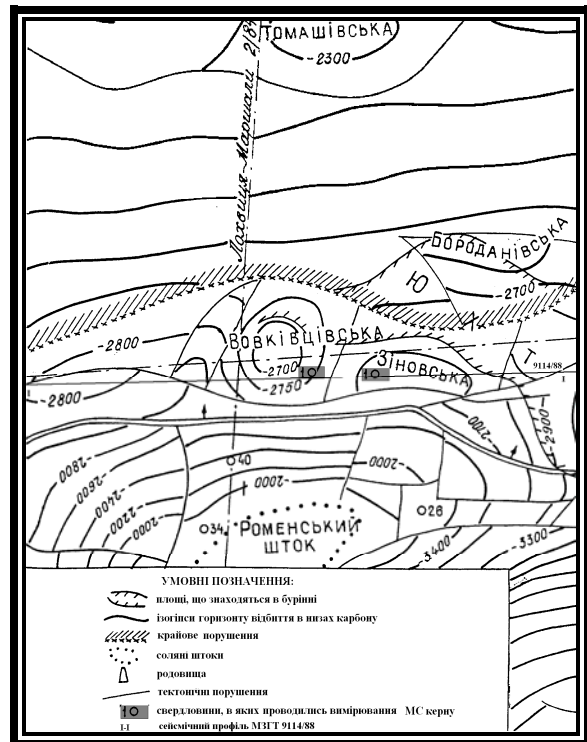 ТОМАШІВСЬКА
-2300
Лохвиця-Маршали 2/84
БОРОДАНІВСЬКА
Ю
-2700
-2800
ВОВКІВЦІВСЬКА
ЗІНОВСЬКА
Т
9114/88
-2700
-2750
I
I
-2800
-2700
-2900
-2800
-2600
-2400
-2200
-2000
40
-2000
-2000
34
26
РОМЕНСЬКИЙ
ШТОК
-3400
-3300
УМОВНІ ПОЗНАЧЕННЯ:
площі, що знаходяться в бурінні
ізогіпси горизонту відбиття в низах карбону
крайове порушення
соляні штоки
родовища
тектонічні порушення
свердловини, в яких проводились вимірювання МС керну
I-I сейсмічний профіль МЗГТ 9114/88